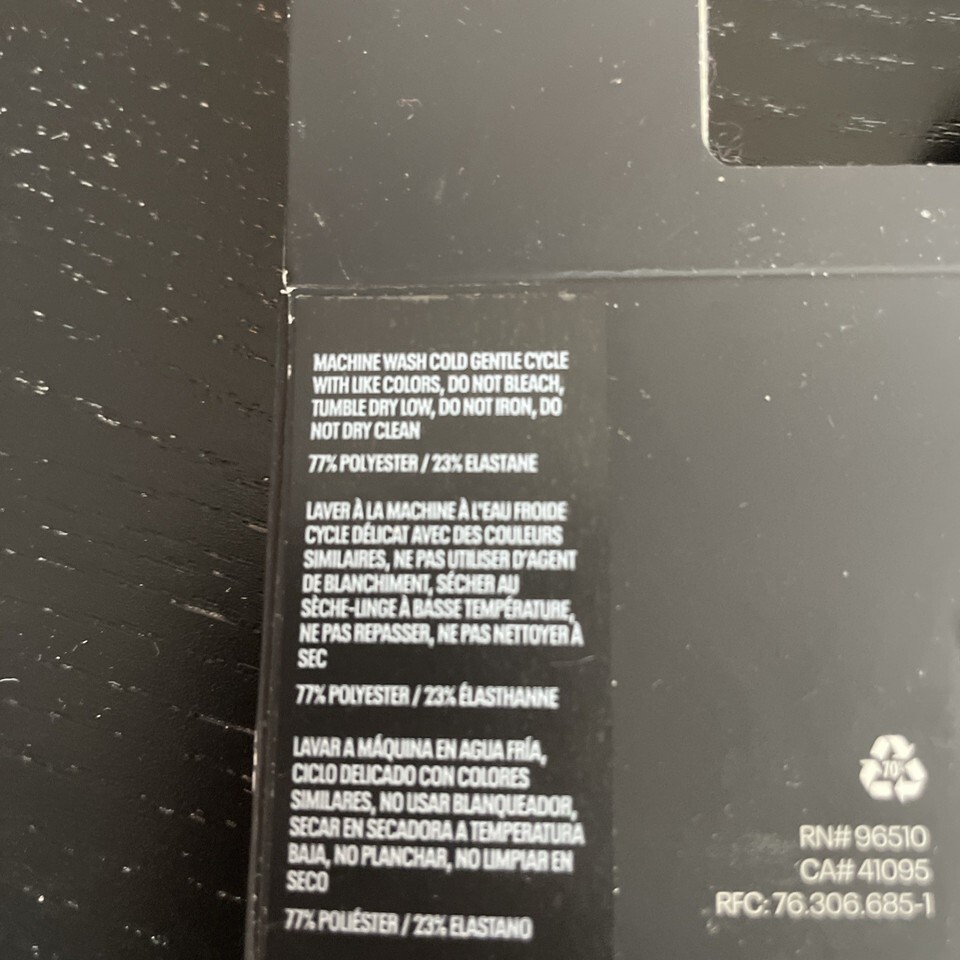 MACHINE WASH COLD GENTLE CYCLE
WITH LIKE COLORS, DO NOT BLEACH,
TUMBLE DRY LOW, DO NOT IRON, DO
NOT DRY CLEAN
77% POLYESTER / 23% ELASTANE
LAVER À LA MACHINE À L'EAU FROIDE
CYCLE DÉLICAT AVEC DES COULEURS
SIMILAIRES, NE PAS UTILISER D'AGENT
DE BLANCHIMENT, SÉCHER AU
SÈCHE-LINGE À BASSE TEMPÉRATURE,
NE PAS REPASSER, NE PAS NETTOYER À
SEC
77% POLYESTER / 23% ÉLASTHANNE
LAVAR A MÁQUINA EN AGUA FRÍA,
CICLO DELICADO CON COLORES
SIMILARES, NO USAR BLANQUEADOR,
SECAR EN SECADORA A TEMPERATURA
BAJA, NO PLANCHAR, NO LIMPIAR EN
SECO
77% POLIÉSTER / 23% ELASTANO
70
RN# 96510
CA# 41095
RFC: 76.306.685-1